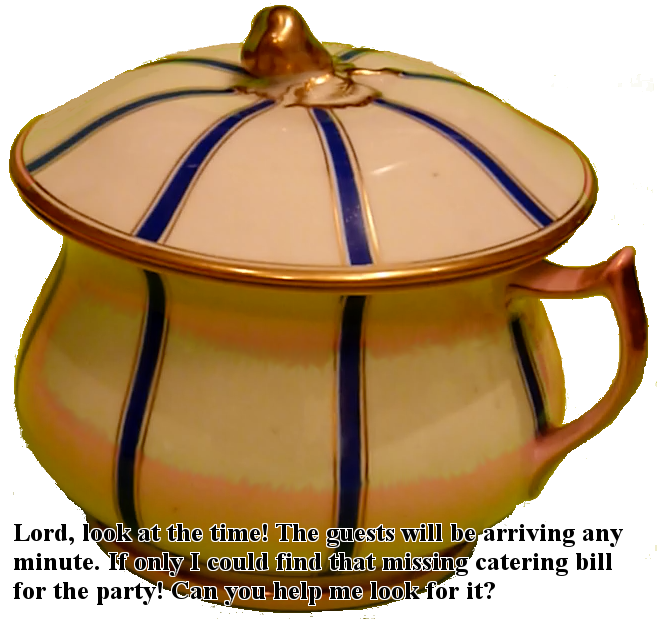 Lord, look at the time! The guests will be arriving any
minute. If only I could find that missing catering bill
for the party! Can you help me look for it?